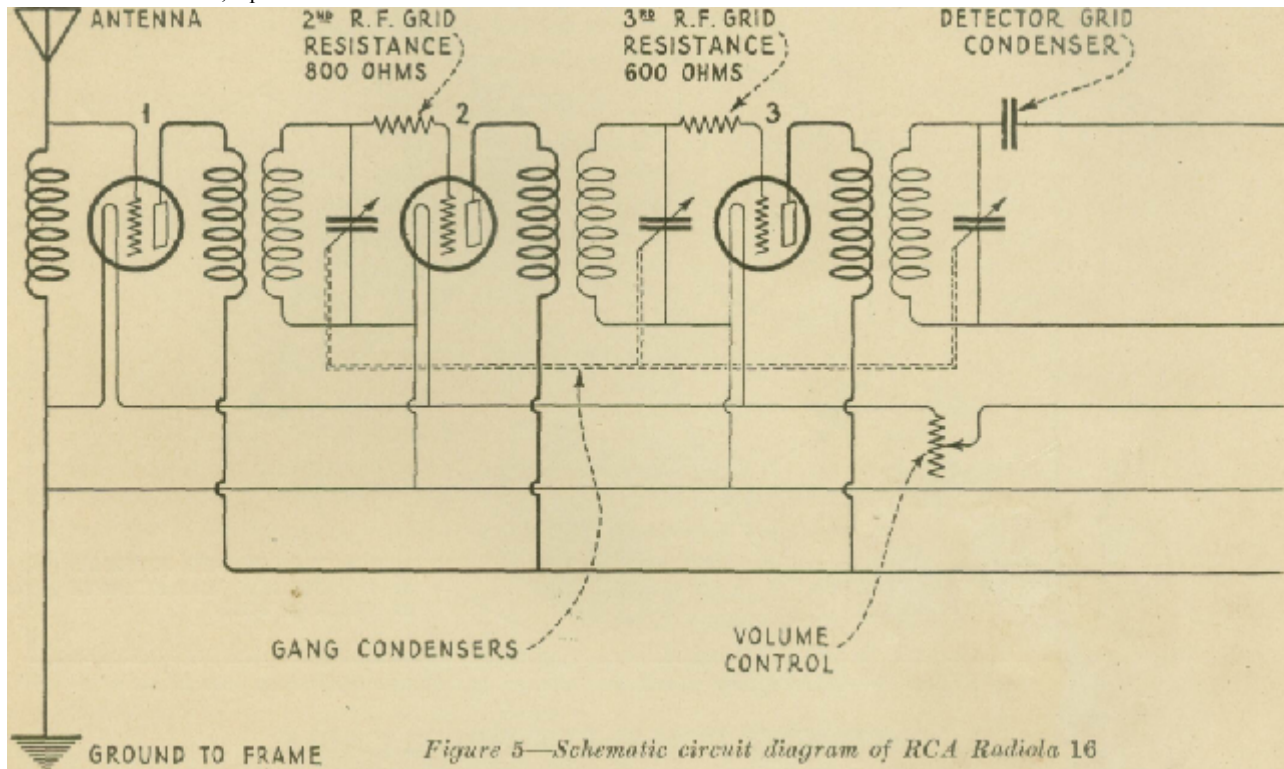 ANTENNA
2ND R.F. GRID
RESISTANCE
800 OHMS
3RD R.F. GRID
RESISTANCE
600 OHMS
DETECTOR GRID
CONDENSER
1
2
3
GANG CONDENSERS
VOLUME
CONTROL
GROUND TO FRAME
Figure 5—Schematic circuit diagram of RCA Radiola 16